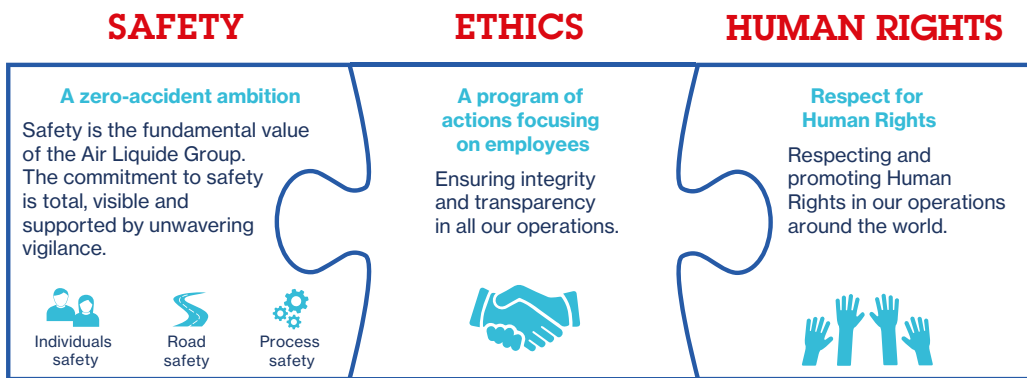 SAFETY
A zero-accident ambition
Safety is the fundamental value
of the Air Liquide Group.
The commitment to safety
is total, visible and
supported by unwavering
vigilance.
Individuals
safety
Road
safety
Process
safety
ETHICS
A program of
actions focusing
on employees
Ensuring integrity
and transparency
in all our operations.
HUMAN RIGHTS
Respect for
Human Rights
Respecting and
promoting Human
Rights in our operations
around the world.